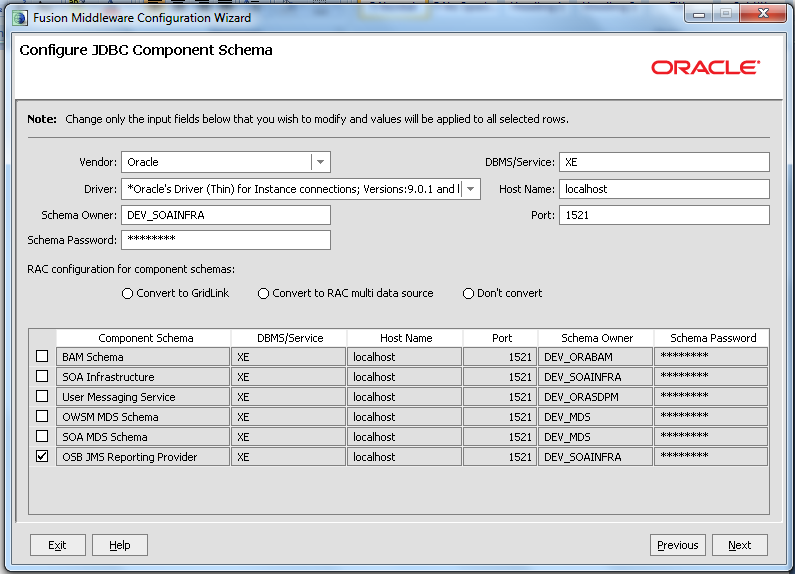 Fusion Middleware Configuration Wizard
Configure JDBC Component Schema
ORACLE
Note: Change only the input fields below that you wish to modify and values will be applied to all selected rows.
Vendor: Oracle DBMS/Service: XE
Driver: *Oracle's Driver (Thin) for Instance connections; Versions:9.0.1 and l Host Name: localhost
Schema Owner: DEV_SOAINFRA Port: 1521
Schema Password: ********
RAC configuration for component schemas:
Convert to GridLink Convert to RAC multi data source Don't convert
Component Schema DBMS/Service Host Name Port Schema Owner Schema Password
BAM Schema XE localhost 1521 DEV_ORABAM ********
SOA Infrastructure XE localhost 1521 DEV_SOAINFRA ********
User Messaging Service XE localhost 1521 DEV_ORASDPM ********
OWSM MDS Schema XE localhost 1521 DEV_MDS ********
SOA MDS Schema XE localhost 1521 DEV_MDS ********
OSB JMS Reporting Provider XE localhost 1521 DEV_SOAINFRA ********
Exit Help Previous Next